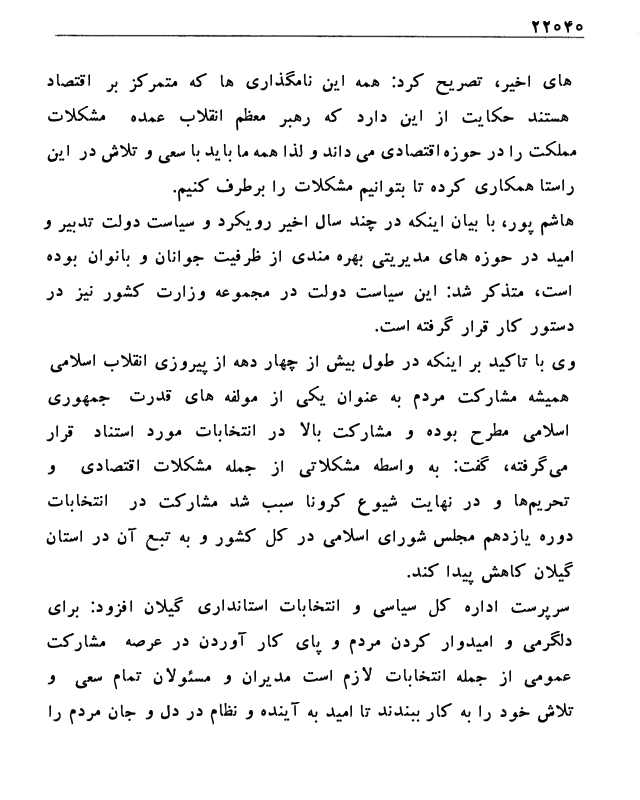 ۲۲۰۴۰
های اخیر، تصریح کرد: همه این نامگذاری ها که متمرکز بر اقتصاد
هستند حکایت از این دارد که رهبر معظم انقلاب عمده مشکلات
مملکت را در حوزه اقتصادی می داند و لذا همه ما باید با سعی و تلاش در این
راستا همکاری کرده تا بتوانیم مشکلات را برطرف کنیم.
هاشم پور، با بیان اینکه در چند سال اخیر رویکرد و سیاست دولت تدبیر و
امید در حوزه های مدیریتی بهره مندی از ظرفیت جوانان و بانوان بوده
است، متذکر شد: این سیاست دولت در مجموعه وزارت کشور نیز در
دستور کار قرار گرفته است.
وی با تاکید بر اینکه در طول بیش از چهار دهه از پیروزی انقلاب اسلامی
همیشه مشارکت مردم به عنوان یکی از مولفه های قدرت جمهوری
اسلامی مطرح بوده و مشارکت بالا در انتخابات مورد استناد قرار
می‌گرفته، گفت: به واسطه مشکلاتی از جمله مشکلات اقتصادی و
تحریم‌ها و در نهایت شیوع کرونا سبب شد مشارکت در انتخابات
دوره یازدهم مجلس شورای اسلامی در کل کشور و به تبع آن در استان
گیلان کاهش پیدا کند.
سرپرست اداره کل سیاسی و انتخابات استانداری گیلان افزود: برای
دلگرمی و امیدوار کردن مردم و پای کار آوردن در عرصه مشارکت
عمومی از جمله انتخابات لازم است مدیران و مسئولان تمام سعی و
تلاش خود را به کار ببندند تا امید به آینده و نظام در دل و جان مردم را